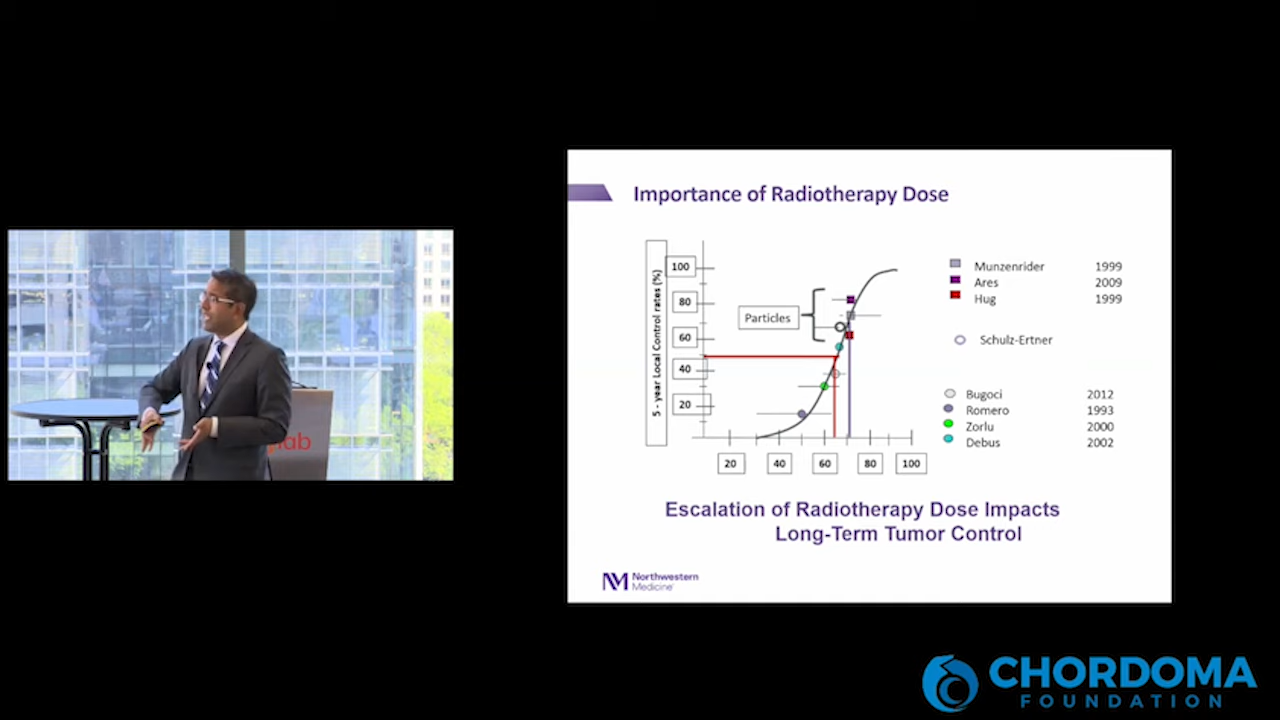 Importance of Radiotherapy Dose
5 - year Local Control rates (%)
100
80
60
40
20
Particles
20
40
60
80
100
Munzenrider 1999
Ares 2009
Hug 1999
Schulz-Ertner
Bugoci 2012
Romero 1993
Zorlu 2000
Debus 2002
Escalation of Radiotherapy Dose Impacts
Long-Term Tumor Control
NM Northwestern
Medicine
lab
CHORDOMA
FOUNDATION